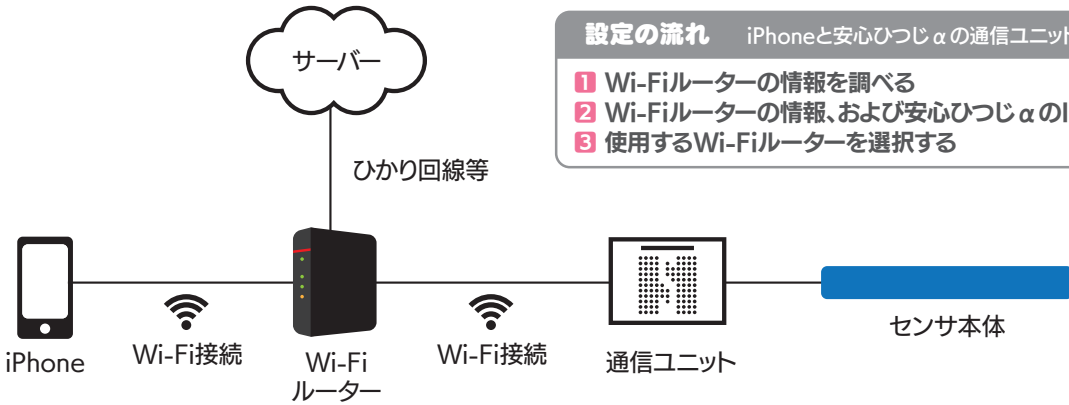 サーバー
設定の流れ iPhoneと安心ひつじαの通信ユニット
1 Wi-Fiルーターの情報を調べる
2 Wi-Fiルーターの情報、および安心ひつじαのI
3 使用するWi-Fiルーターを選択する
ひかり回線等
iPhone
Wi-Fi接続
Wi-Fi
ルーター
Wi-Fi接続
通信ユニット
センサ本体